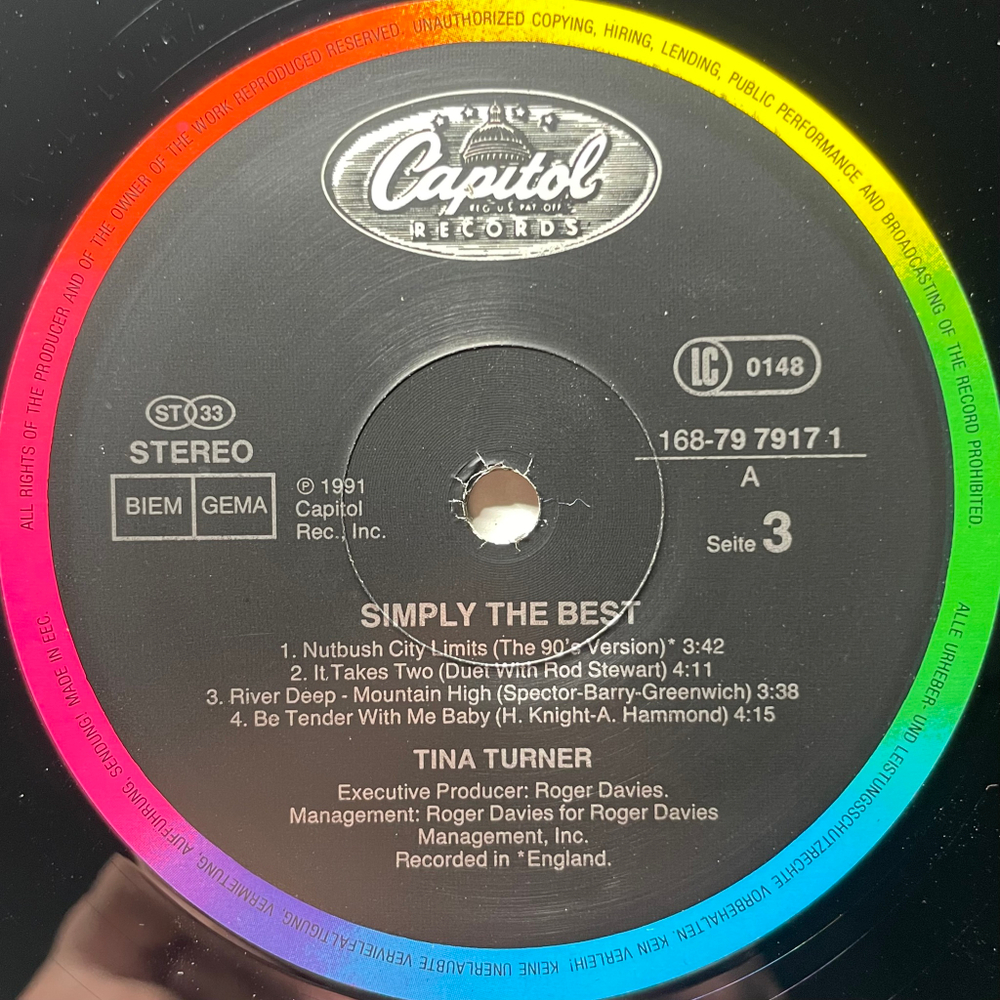 ALL RIGHTS OF THE PRODUCER AND OF THE OWNER OF THE WORK REPRODUCED RESERVED. UNAUTHORIZED COPYING, HIRING, LENDING, PUBLIC PERFORMANCE AND BROADCASTING OF THE RECORD PROHIBITED.
Capitol
REG U.S. PAT. OFF.
RECORDS
LC 0148
ST 33
STEREO
BIEM GEMA
℗ 1991
Capitol
Rec., Inc.
168-79 7917 1
A
Seite 3
SIMPLY THE BEST
1. Nutbush City Limits (The 90's Version)* 3:42
2. It Takes Two (Duet With Rod Stewart) 4:11
3. River Deep - Mountain High (Spector-Barry-Greenwich) 3:38
4. Be Tender With Me Baby (H. Knight-A. Hammond) 4:15
TINA TURNER
Executive Producer: Roger Davies.
Management: Roger Davies for Roger Davies
Management, Inc.
Recorded in *England.
ALLE URHEBER- UND LEISTUNGSSCHUTZRECHTE VORBEHALTEN. KEIN VERLEIH! KEINE UNERLAUBTE VERVIELFÄLTIGUNG, VERMIETUNG, AUFFÜHRUNG, SENDUNG! MADE IN EEC.